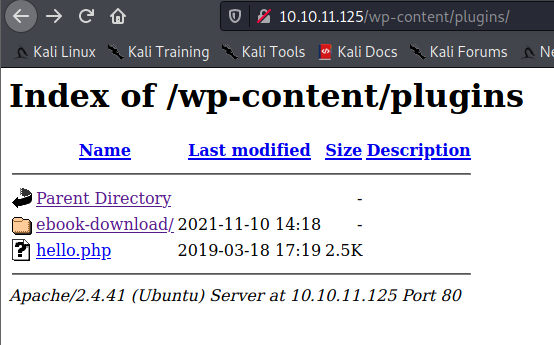 10.10.11.125/wp-content/plugins/
Kali Linux Kali Training Kali Tools Kali Docs Kali Forums
Index of /wp-content/plugins
Name Last modified Size Description
Parent Directory -
ebook-download/ 2021-11-10 14:18 -
hello.php 2019-03-18 17:19 2.5K
Apache/2.4.41 (Ubuntu) Server at 10.10.11.125 Port 80